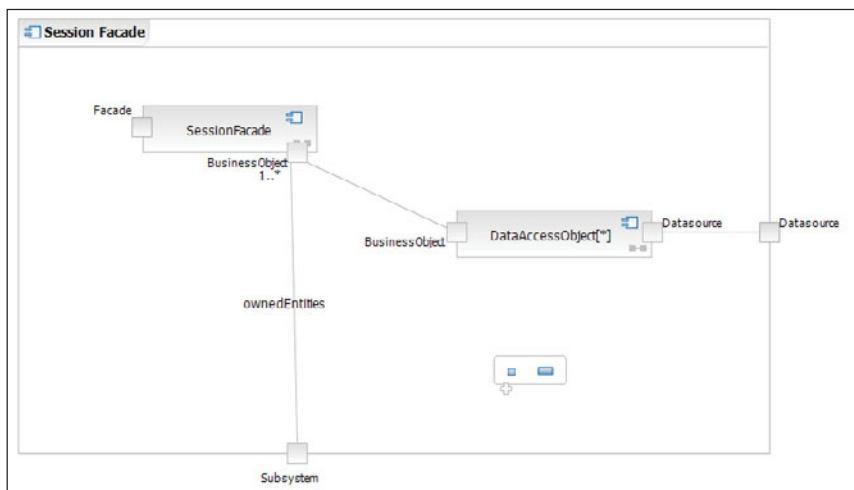 Session Facade
Facade
SessionFacade
BusinessObject
1..*
BusinessObject
DataAccessObject[*]
Datasource
Datasource
ownedEntities
Subsystem